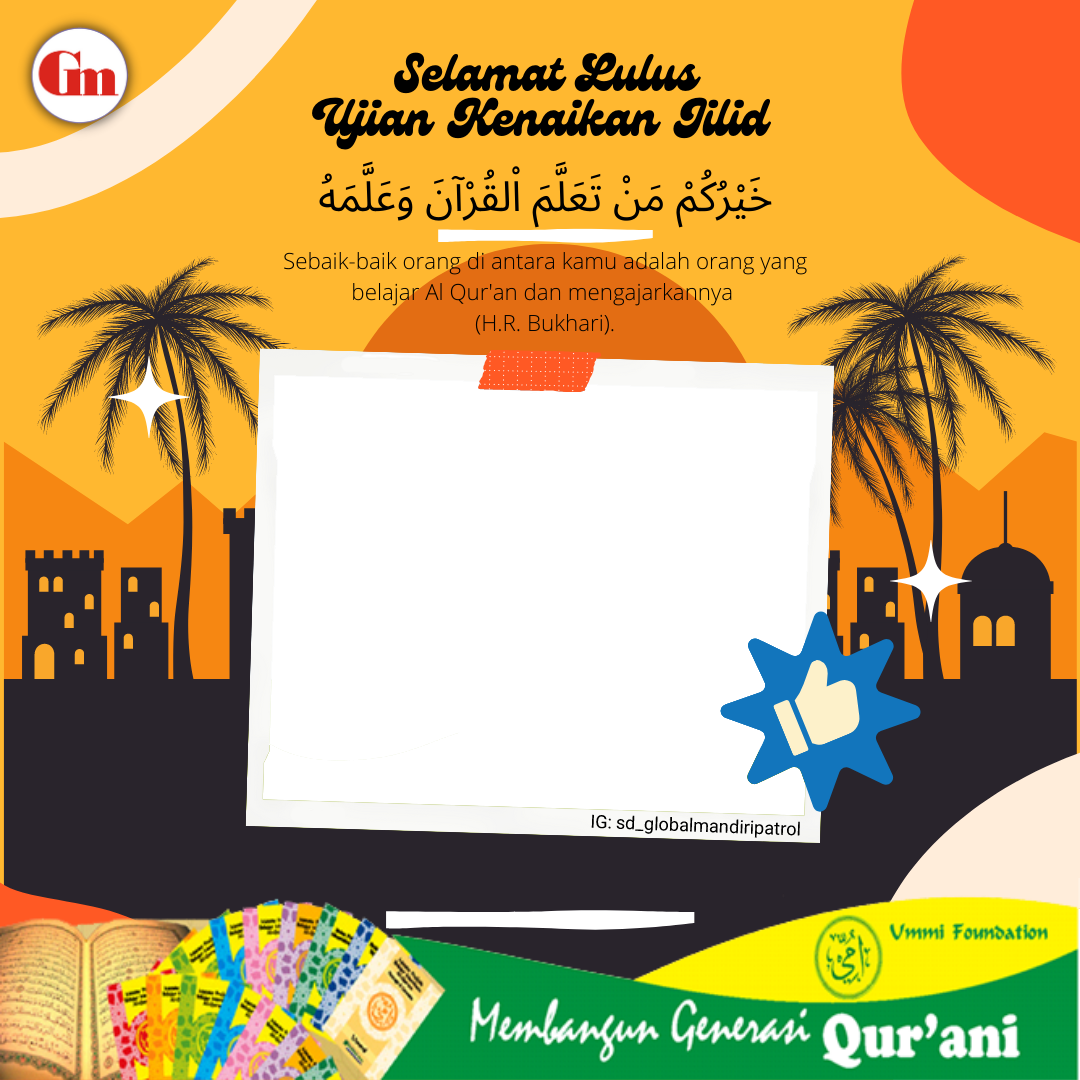 Gm
Selamat Lulus
Ujian Kenaikan Jilid
خَيْرُكُمْ مَنْ تَعَلَّمَ اْلقُرْآنَ وَعَلَّمَهُ
Sebaik-baik orang di antara kamu adalah orang yang
belajar Al Qur'an dan mengajarkannya
(H.R. Bukhari).
IG: sd_globalmandiripatrol
Ummi Foundation
Membangun Generasi Qur'ani